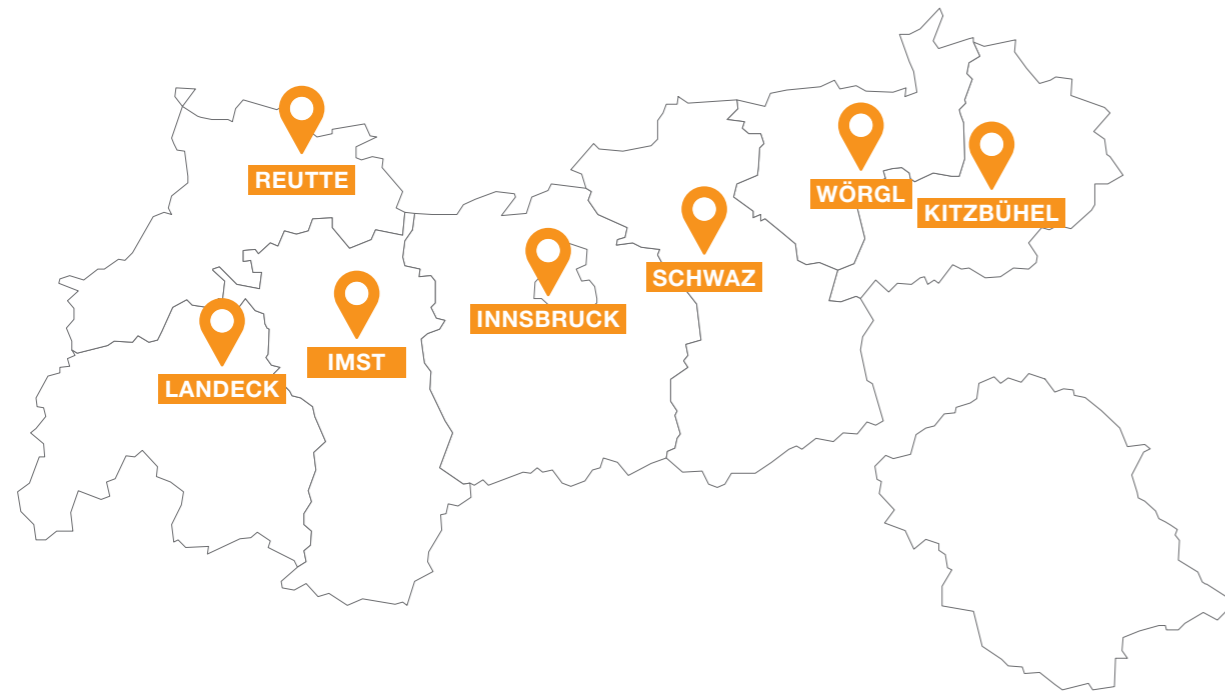 REUTTE
WÖRGL
KITZBÜHEL
SCHWAZ
INNSBRUCK
IMST
LANDECK